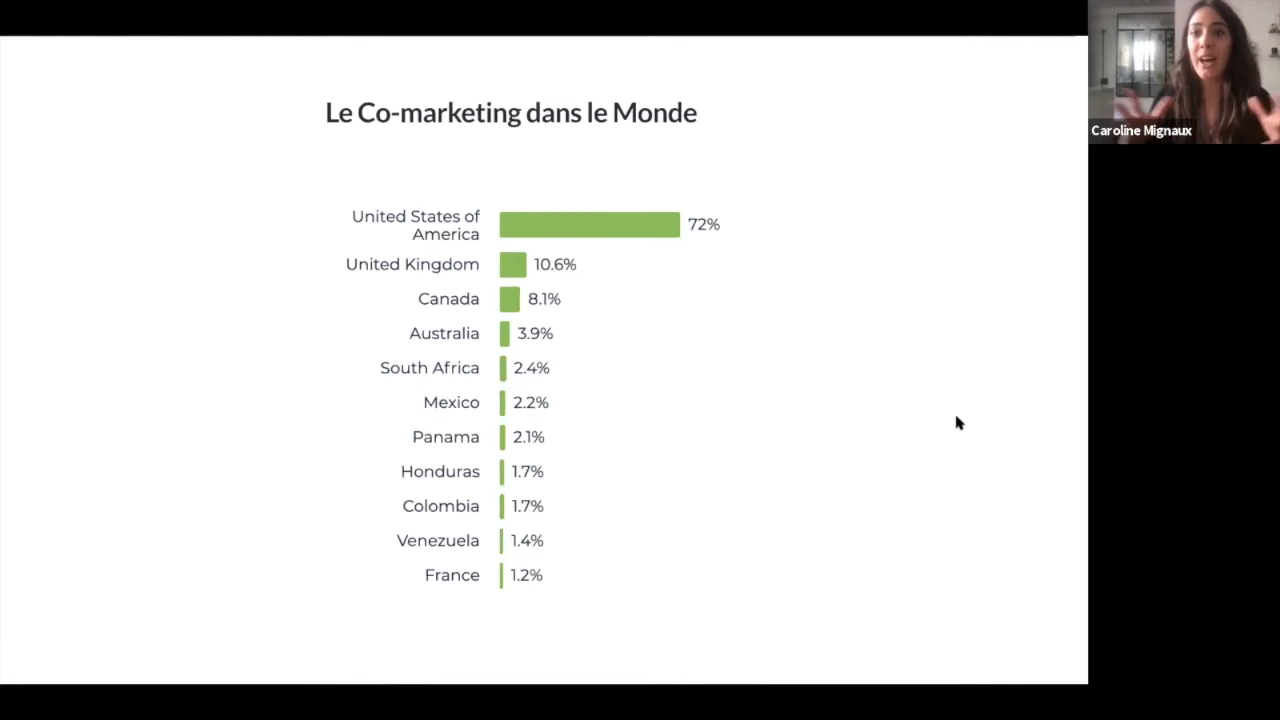 Le Co-marketing dans le Monde
Caroline Mignaux
United States of
America
72%
United Kingdom 10.6%
Canada 8.1%
Australia 3.9%
South Africa 2.4%
Mexico 2.2%
Panama 2.1%
Honduras 1.7%
Colombia 1.7%
Venezuela 1.4%
France 1.2%